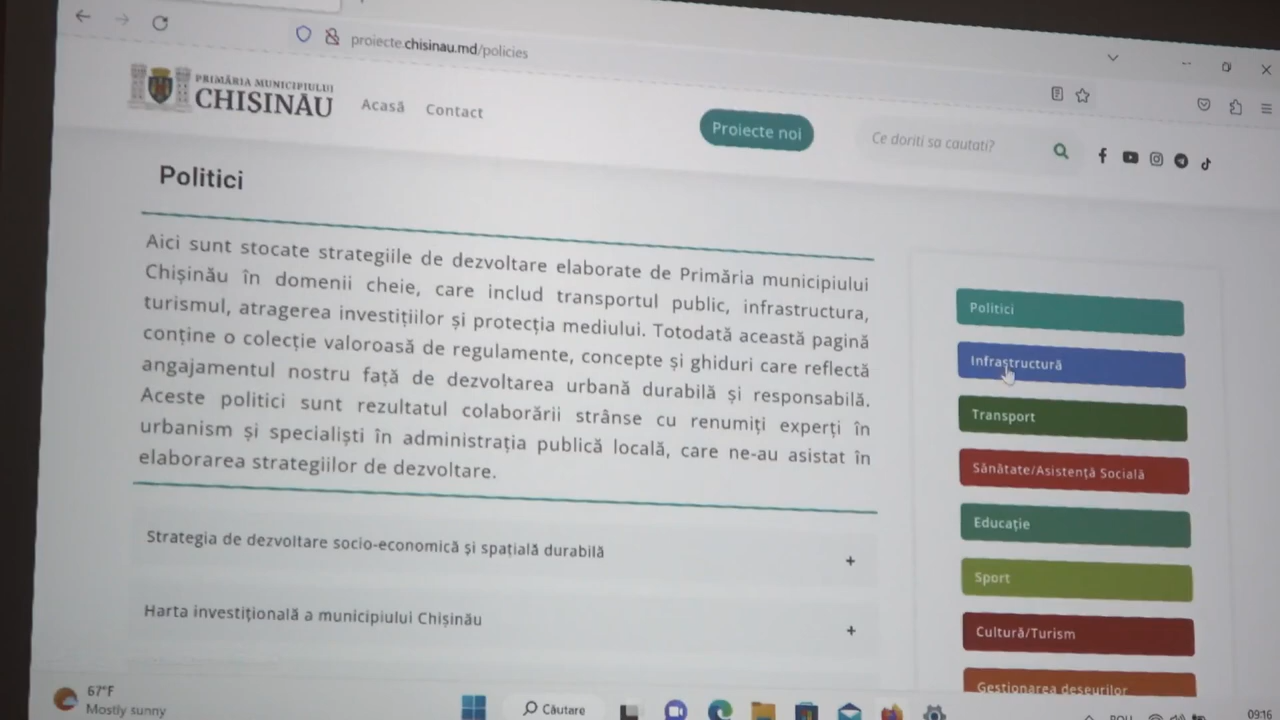 proiecte.chisinau.md/policies
PRIMĂRIA MUNICIPIULUI
CHIȘINĂU
Acasă
Contact
Proiecte noi
Ce doriti sa cautati?
Politici
Aici sunt stocate strategiile de dezvoltare elaborate de Primăria municipiului
Chișinău în domenii cheie, care includ transportul public, infrastructura,
turismul, atragerea investițiilor și protecția mediului. Totodată această pagină
conține o colecție valoroasă de regulamente, concepte și ghiduri care reflectă
angajamentul nostru față de dezvoltarea urbană durabilă și responsabilă.
Aceste politici sunt rezultatul colaborării strânse cu renumiți experți în
urbanism și specialiști în administrația publică locală, care ne-au asistat în
elaborarea strategiilor de dezvoltare.
Strategia de dezvoltare socio-economică și spațială durabilă
+
Harta investițională a municipiului Chișinău
+
Politici
Infrastructură
Transport
Sănătate/Asistență Socială
Educație
Sport
Cultură/Turism
Gestionarea deșeurilor
67°F
Mostly sunny
Căutare
ROU
09:16